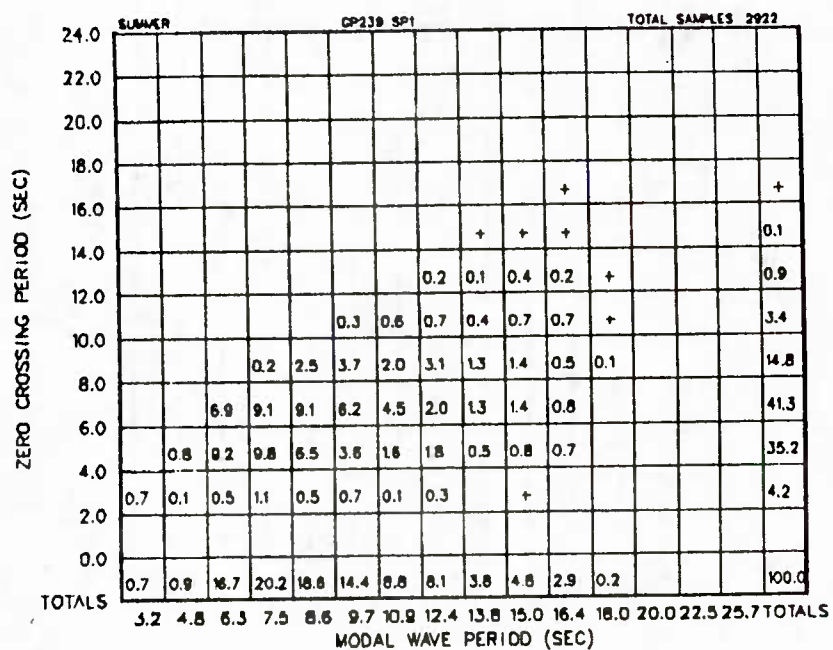 SUMMER GP239 SP1 TOTAL SAMPLES 2922
24.0
22.0
20.0
18.0
+ +
16.0
+ + + 0.1
14.0
0.2 0.1 0.4 0.2 + 0.9
12.0
0.3 0.6 0.7 0.4 0.7 0.7 + 3.4
10.0
0.2 2.5 3.7 2.0 3.1 1.3 1.4 0.5 0.1 14.8
8.0
6.9 9.1 9.1 6.2 4.5 2.0 1.3 1.4 0.8 41.3
6.0
0.8 9.2 9.8 6.5 3.6 1.6 1.8 0.5 0.8 0.7 35.2
4.0
0.7 0.1 0.5 1.1 0.5 0.7 0.1 0.3 + 4.2
2.0
0.0
0.7 0.9 16.7 20.2 18.6 14.4 8.8 8.1 3.8 4.8 2.9 0.2 100.0
TOTALS
3.2 4.8 6.3 7.5 8.6 9.7 10.9 12.4 13.8 15.0 16.4 18.0 20.0 22.5 25.7 TOTALS
MODAL WAVE PERIOD (SEC)
ZERO CROSSING PERIOD (SEC)